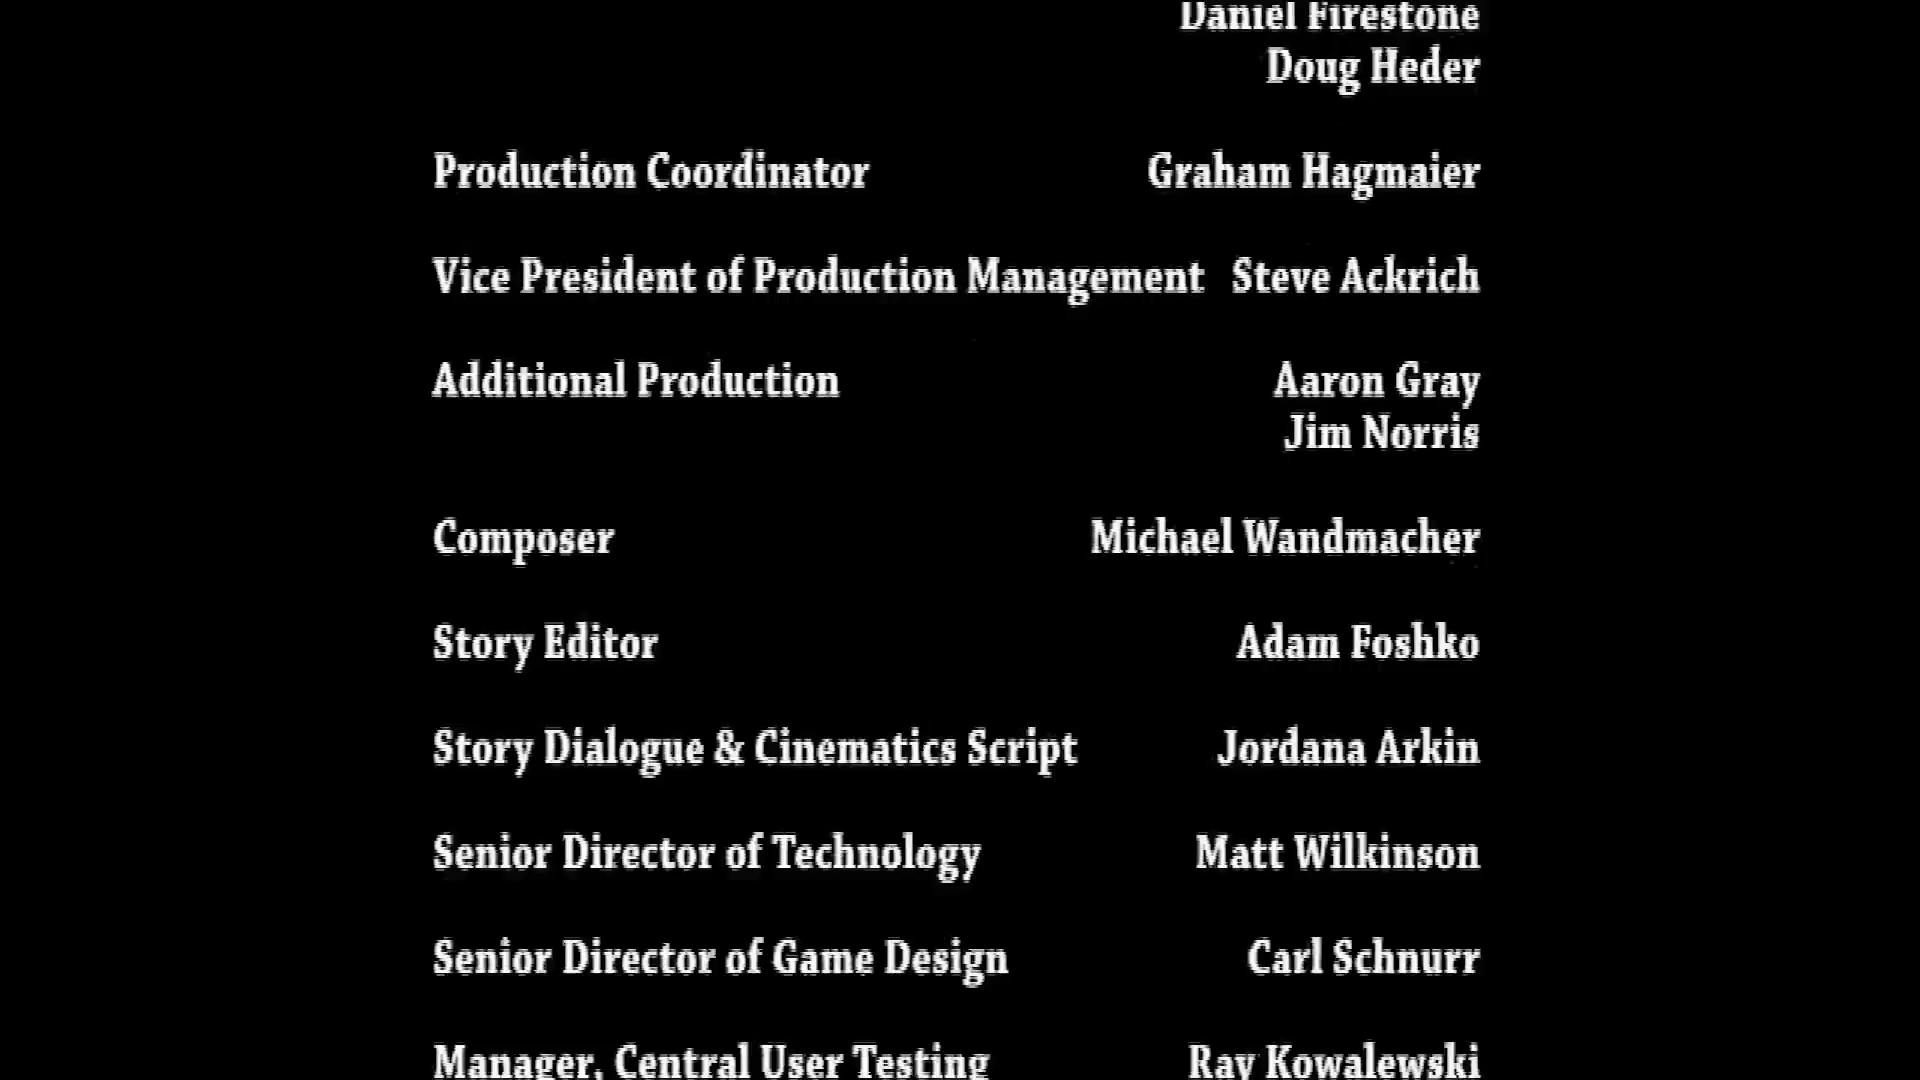 Daniel Firestone
Doug Heder
Production Coordinator Graham Hagmaier
Vice President of Production Management Steve Ackrich
Additional Production Aaron Gray
Jim Norris
Composer Michael Wandmacher
Story Editor Adam Foshko
Story Dialogue & Cinematics Script Jordana Arkin
Senior Director of Technology Matt Wilkinson
Senior Director of Game Design Carl Schnurr
Manager, Central User Testing Ray Kowalewski